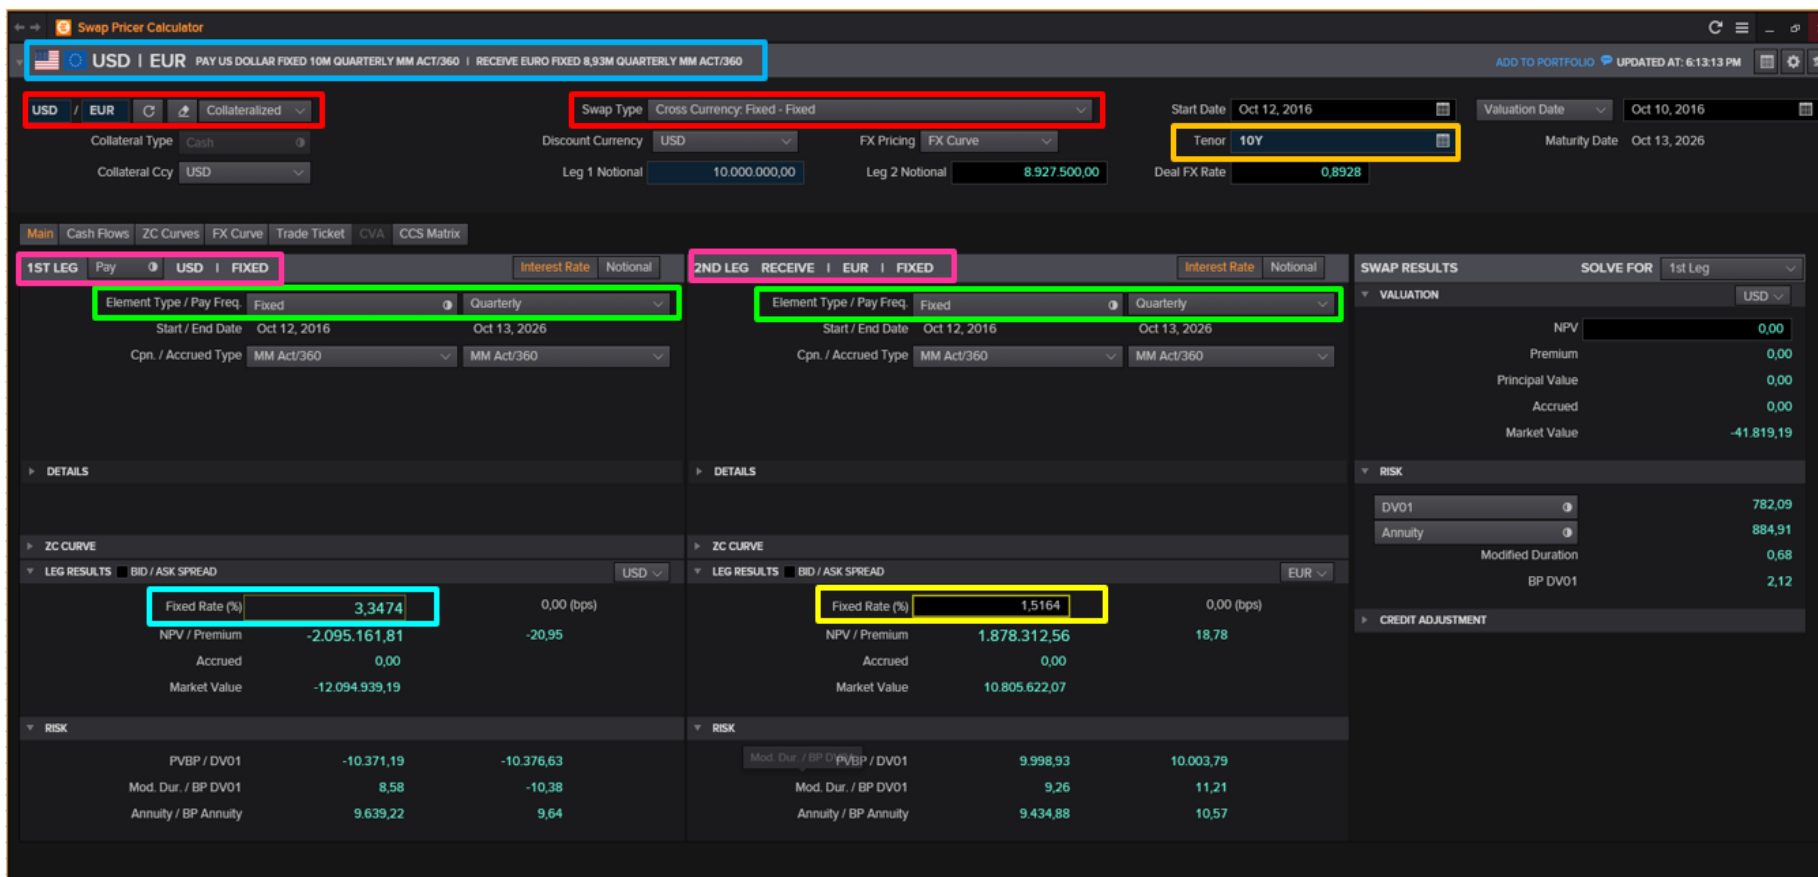 Swap Pricer Calculator
USD | EUR PAY US DOLLAR FIXED 10M QUARTERLY MM ACT/360 | RECEIVE EURO FIXED 8,93M QUARTERLY MM ACT/360
ADD TO PORTFOLIO UPDATED AT: 6:13:13 PM
USD / EUR Collateralized Swap Type Cross Currency: Fixed - Fixed Start Date Oct 12, 2016 Valuation Date Oct 10, 2016
Collateral Type Cash Discount Currency USD FX Pricing FX Curve Tenor 10Y Maturity Date Oct 13, 2026
Collateral Ccy USD Leg 1 Notional 10.000.000,00 Leg 2 Notional 8.927.500,00 Deal FX Rate 0,8928
Main Cash Flows ZC Curves FX Curve Trade Ticket CVA CCS Matrix
1ST LEG Pay USD | FIXED Interest Rate Notional
Element Type / Pay Freq. Fixed Quarterly
Start / End Date Oct 12, 2016 Oct 13, 2026
Cpn. / Accrued Type MM Act/360 MM Act/360
DETAILS
ZC CURVE
LEG RESULTS BID / ASK SPREAD USD
Fixed Rate (%) 3,3474 0,00 (bps)
NPV / Premium -2.095.161,81 -20,95
Accrued 0,00
Market Value -12.094.939,19
RISK
PVBP / DV01 -10.371,19 -10.376,63
Mod. Dur. / BP DV01 8,58 -10,38
Annuity / BP Annuity 9.639,22 9,64
2ND LEG RECEIVE | EUR | FIXED Interest Rate Notional
Element Type / Pay Freq. Fixed Quarterly
Start / End Date Oct 12, 2016 Oct 13, 2026
Cpn. / Accrued Type MM Act/360 MM Act/360
DETAILS
ZC CURVE
LEG RESULTS BID / ASK SPREAD EUR
Fixed Rate (%) 1,5164 0,00 (bps)
NPV / Premium 1.878.312,56 18,78
Accrued 0,00
Market Value 10.805.622,07
RISK
PVBP / DV01 9.998,93 10.003,79
Mod. Dur. / BP DV01 9,26 11,21
Annuity / BP Annuity 9.434,88 10,57
SWAP RESULTS SOLVE FOR 1st Leg
VALUATION USD
NPV 0,00
Premium 0,00
Principal Value 0,00
Accrued 0,00
Market Value -41.819,19
RISK
DV01 782,09
Annuity 884,91
Modified Duration 0,68
BP DV01 2,12
CREDIT ADJUSTMENT